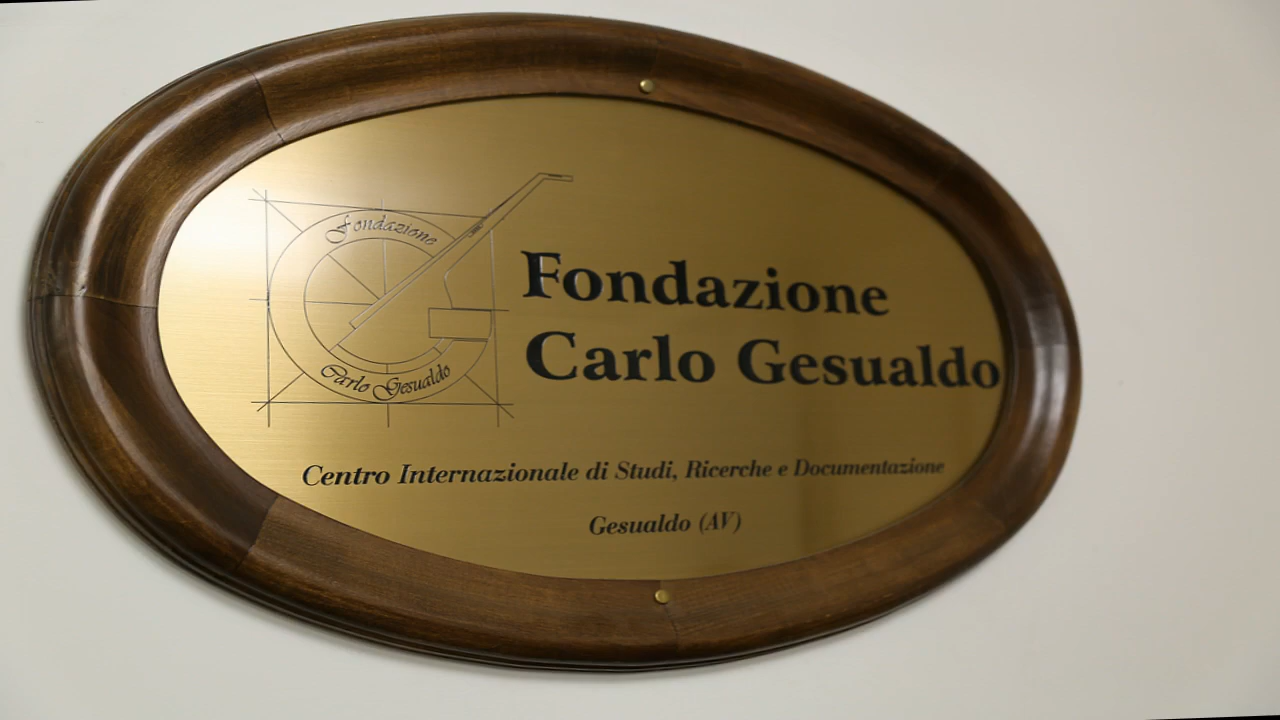 Fondazione
Carlo Gesualdo
Fondazione
Carlo Gesualdo
Centro Internazionale di Studi, Ricerche e Documentazione
Gesualdo (AV)